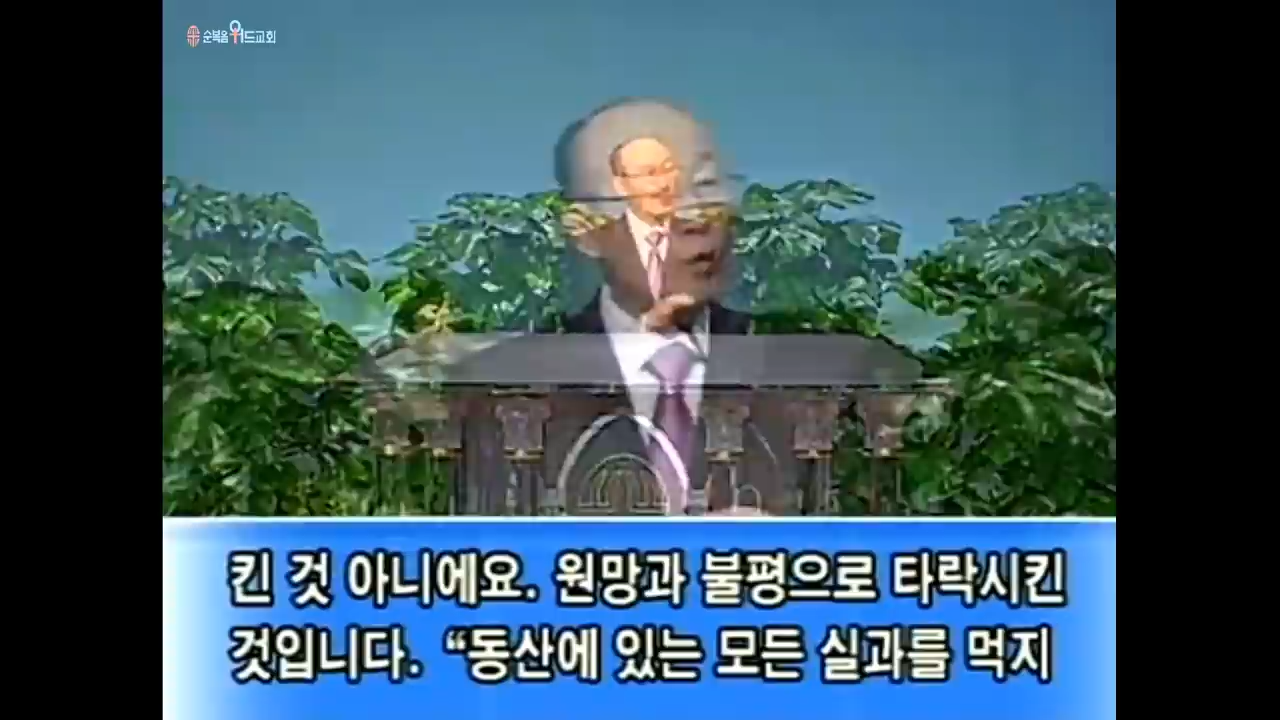 순복음위드교회
킨 것 아니에요. 원망과 불평으로 타락시킨
것입니다. “동산에 있는 모든 실과를 먹지